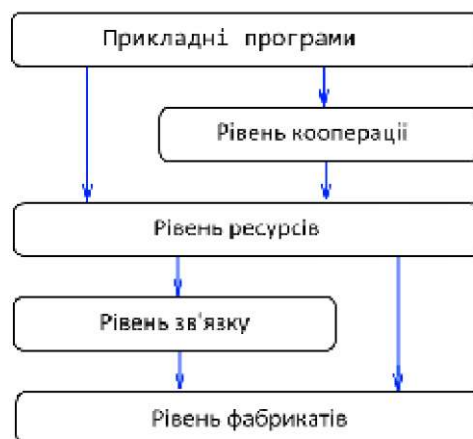 Прикладні програми
Рівень кооперації
Рівень ресурсів
Рівень зв'язку
Рівень фабрикатів